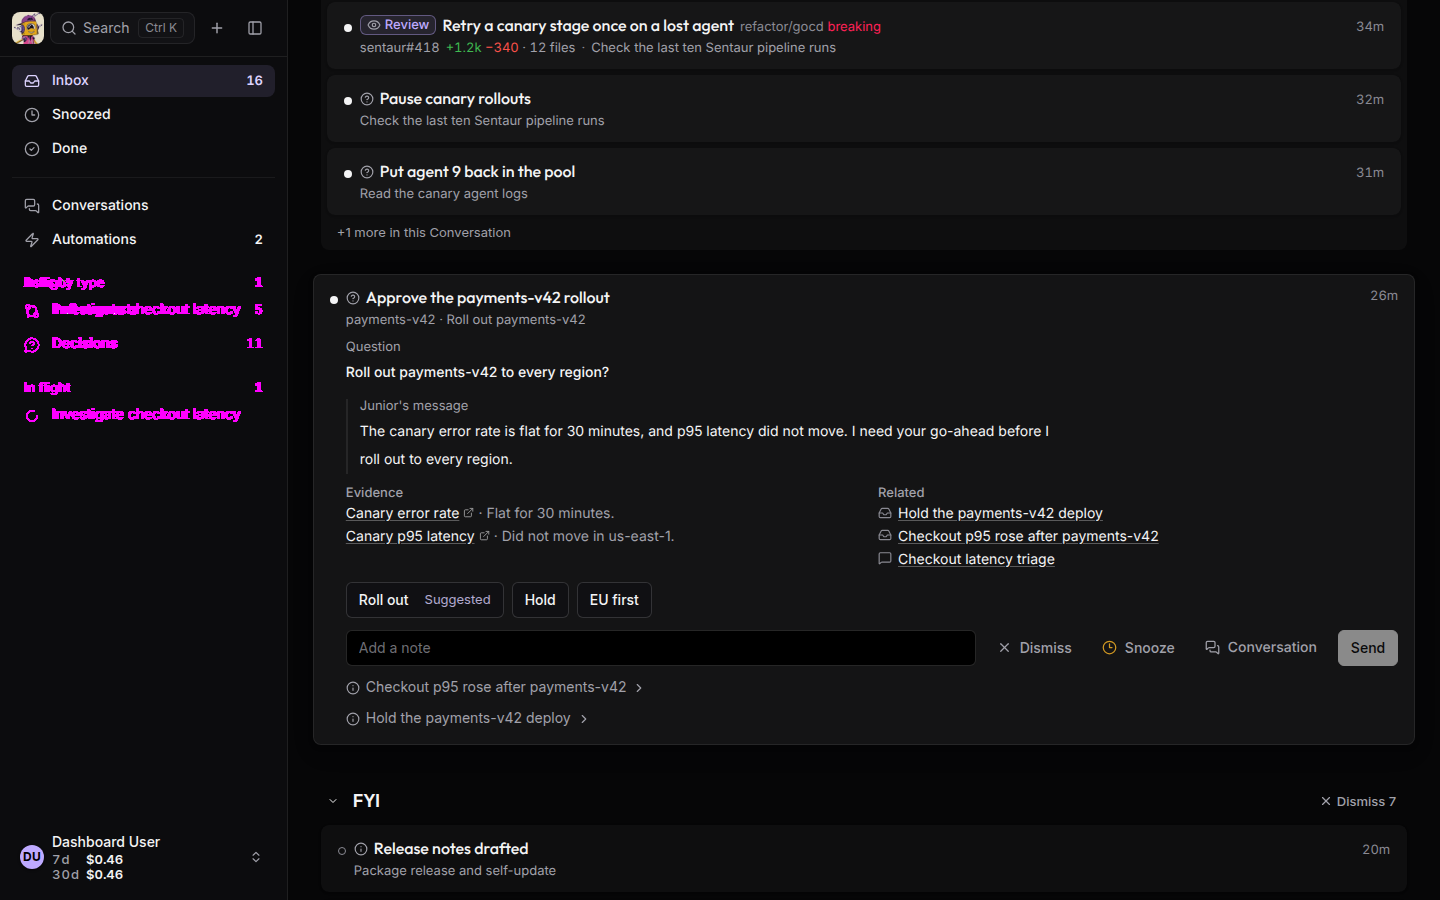 Search Ctrl K
Inbox 16
Snoozed
Done
Conversations
Automations 2
type 1
checkout latency 5
Decisions 11
In flight 1
Investigate checkout latency
DU Dashboard User
7d $0.46
30d $0.46
Review Retry a canary stage once on a lost agent refactor/gocd breaking 34m
sentaur#418 +1.2k −340 · 12 files · Check the last ten Sentaur pipeline runs
Pause canary rollouts 32m
Check the last ten Sentaur pipeline runs
Put agent 9 back in the pool 31m
Read the canary agent logs
+1 more in this Conversation
Approve the payments-v42 rollout 26m
payments-v42 · Roll out payments-v42
Question
Roll out payments-v42 to every region?
Junior's message
The canary error rate is flat for 30 minutes, and p95 latency did not move. I need your go-ahead before I
roll out to every region.
Evidence
Canary error rate · Flat for 30 minutes.
Canary p95 latency · Did not move in us-east-1.
Related
Hold the payments-v42 deploy
Checkout p95 rose after payments-v42
Checkout latency triage
Roll out Suggested Hold EU first
Add a note Dismiss Snooze Conversation Send
Checkout p95 rose after payments-v42
Hold the payments-v42 deploy
FYI Dismiss 7
Release notes drafted 20m
Package release and self-update